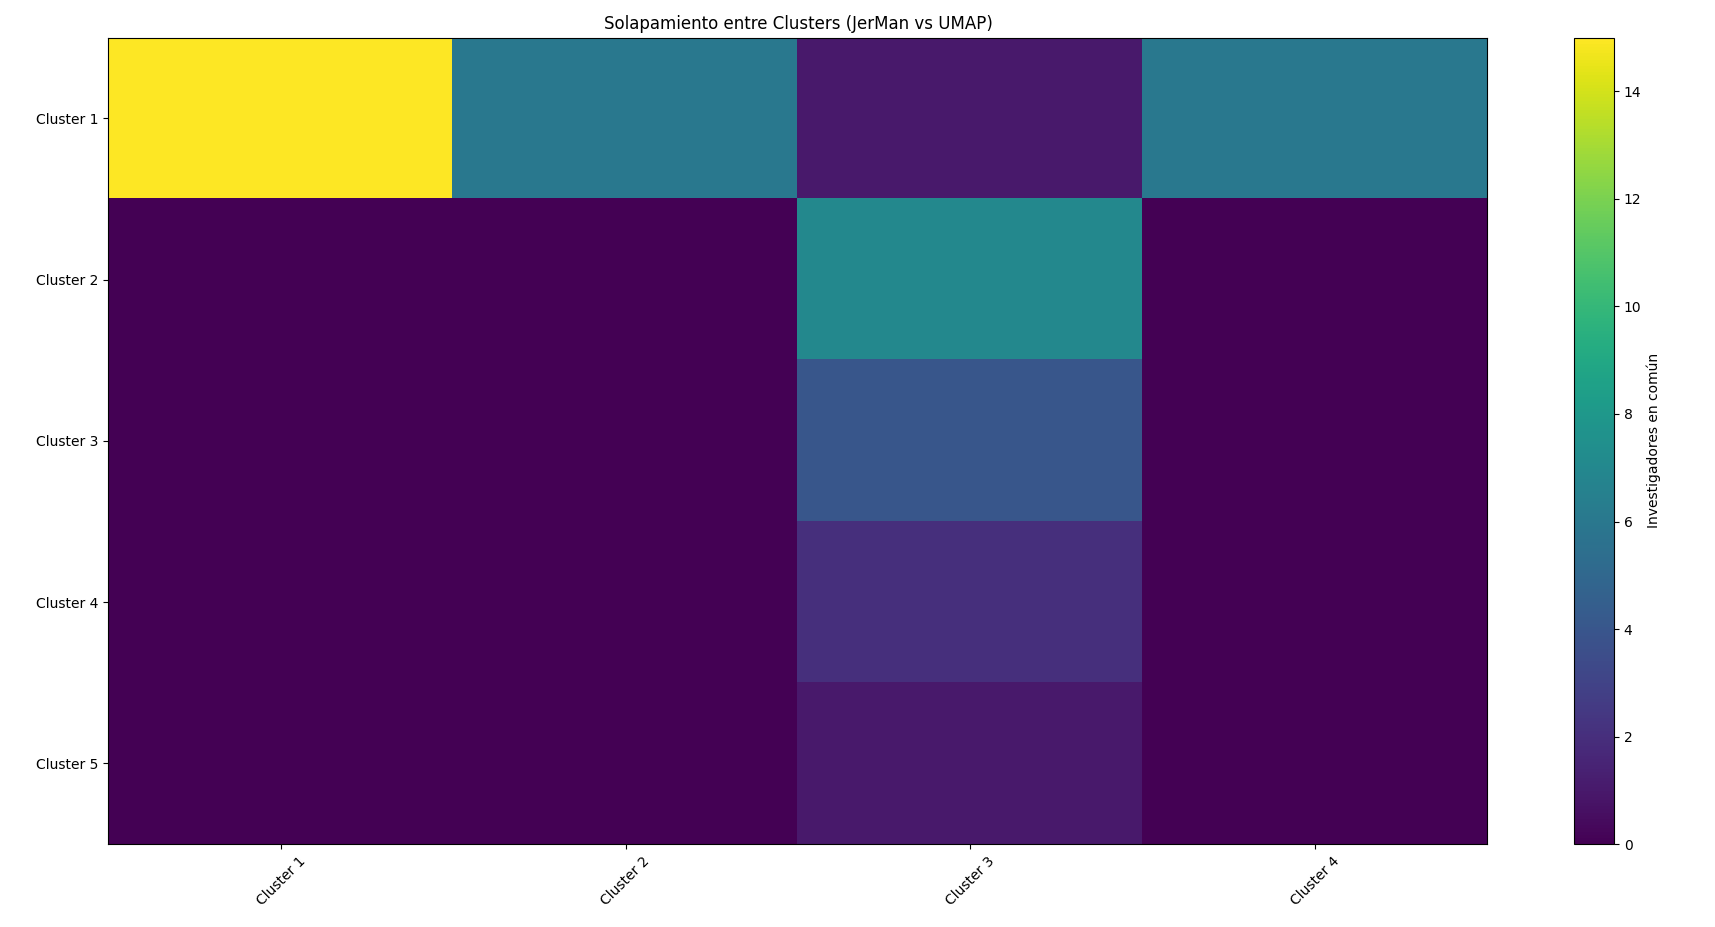 Solapamiento entre Clusters (JerMan vs UMAP)
Cluster 1
Cluster 2
Cluster 3
Cluster 4
Cluster 5
Cluster 1
Cluster 2
Cluster 3
Cluster 4
14
12
10
8
6
4
2
0
Investigadores en común